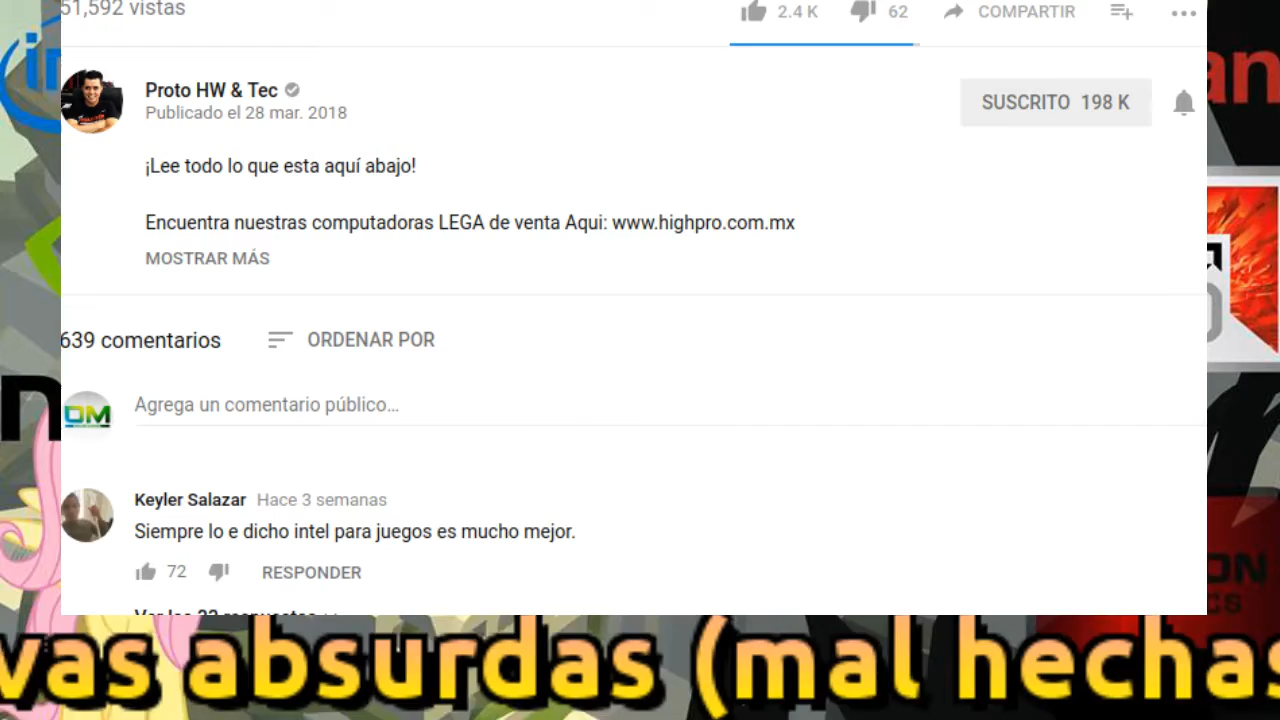 51,592 vistas
2.4 K
62
COMPARTIR
Proto HW & Tec
Publicado el 28 mar. 2018
SUSCRITO 198 K
¡Lee todo lo que esta aquí abajo!
Encuentra nuestras computadoras LEGA de venta Aqui: www.highpro.com.mx
MOSTRAR MÁS
639 comentarios
ORDENAR POR
DM
Agrega un comentario público...
Keyler Salazar Hace 3 semanas
Siempre lo e dicho intel para juegos es mucho mejor.
72
RESPONDER
vas absurdas (mal hechas